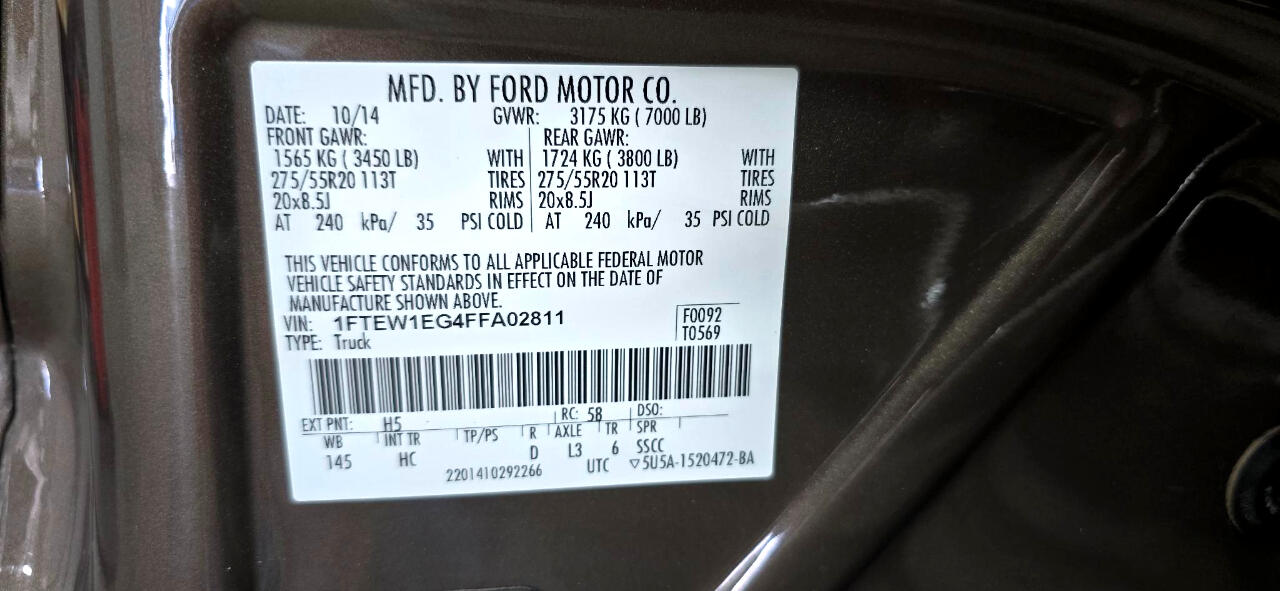 MFD. BY FORD MOTOR CO.
DATE: 10/14 GVWR: 3175 KG ( 7000 LB)
FRONT GAWR: REAR GAWR:
1565 KG ( 3450 LB) WITH 1724 KG ( 3800 LB) WITH
275/55R20 113T TIRES 275/55R20 113T TIRES
20x8.5J RIMS 20x8.5J RIMS
AT 240 kPa/ 35 PSI COLD AT 240 kPa/ 35 PSI COLD
THIS VEHICLE CONFORMS TO ALL APPLICABLE FEDERAL MOTOR
VEHICLE SAFETY STANDARDS IN EFFECT ON THE DATE OF
MANUFACTURE SHOWN ABOVE.
VIN: 1FTEW1EG4FFA02811 F0092
TYPE: Truck T0569
EXT PNT: H5 RC: 58 DSO:
WB INT TR TP/PS R AXLE TR SPR
145 HC D L3 6 SSCC
2201410292266 UTC ▽5U5A-1520472-BA